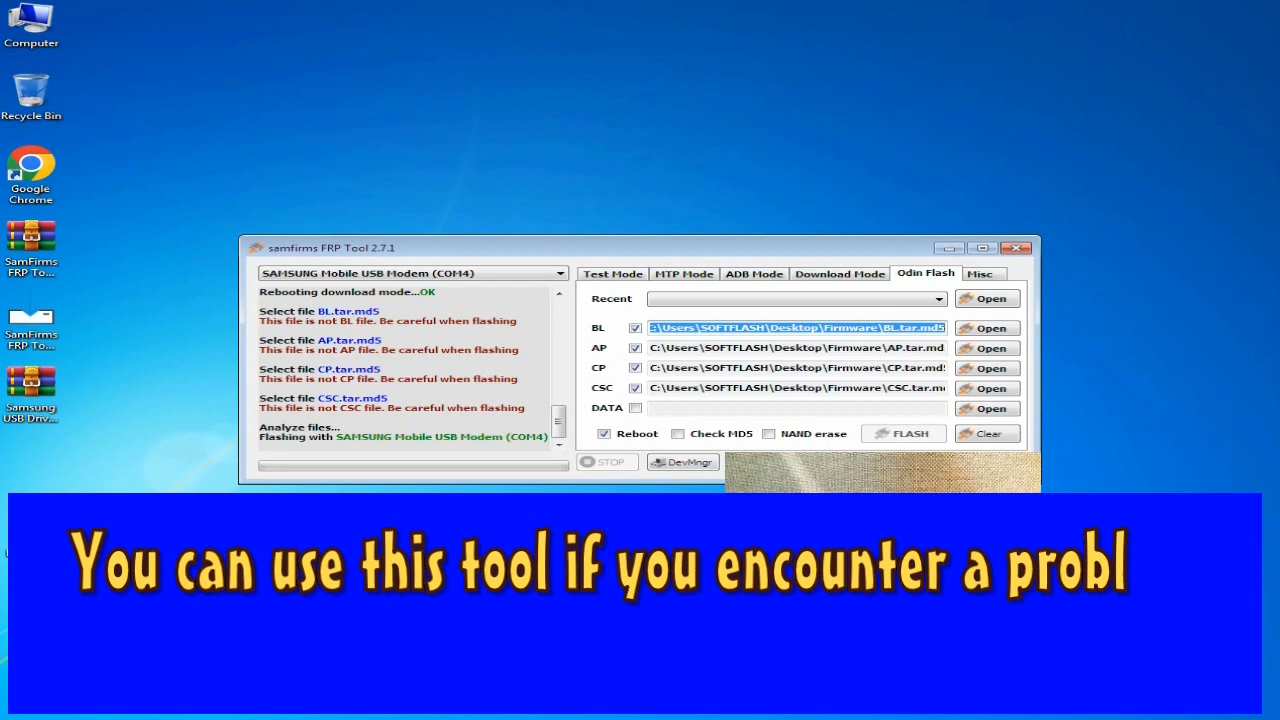 Computer
Recycle Bin
Google
Chrome
SamFirms
FRP To...
SamFirms
FRP To...
Samsung
USB Driv...
samfirms FRP Tool 2.7.1
SAMSUNG Mobile USB Modem (COM4)
Rebooting download mode...OK
Select file BL.tar.md5
This file is not BL file. Be careful when flashing
Select file AP.tar.md5
This file is not AP file. Be careful when flashing
Select file CP.tar.md5
This file is not CP file. Be careful when flashing
Select file CSC.tar.md5
This file is not CSC file. Be careful when flashing
Analyze files...
Flashing with SAMSUNG Mobile USB Modem (COM4)
Test Mode MTP Mode ADB Mode Download Mode Odin Flash Misc
Recent Open
BL :\Users\SOFTFLASH\Desktop\Firmware\BL.tar.md5 Open
AP C:\Users\SOFTFLASH\Desktop\Firmware\AP.tar.md Open
CP C:\Users\SOFTFLASH\Desktop\Firmware\CP.tar.md5 Open
CSC C:\Users\SOFTFLASH\Desktop\Firmware\CSC.tar.m Open
DATA Open
Reboot Check MD5 NAND erase FLASH Clear
STOP DevMngr
You can use this tool if you encounter a probl